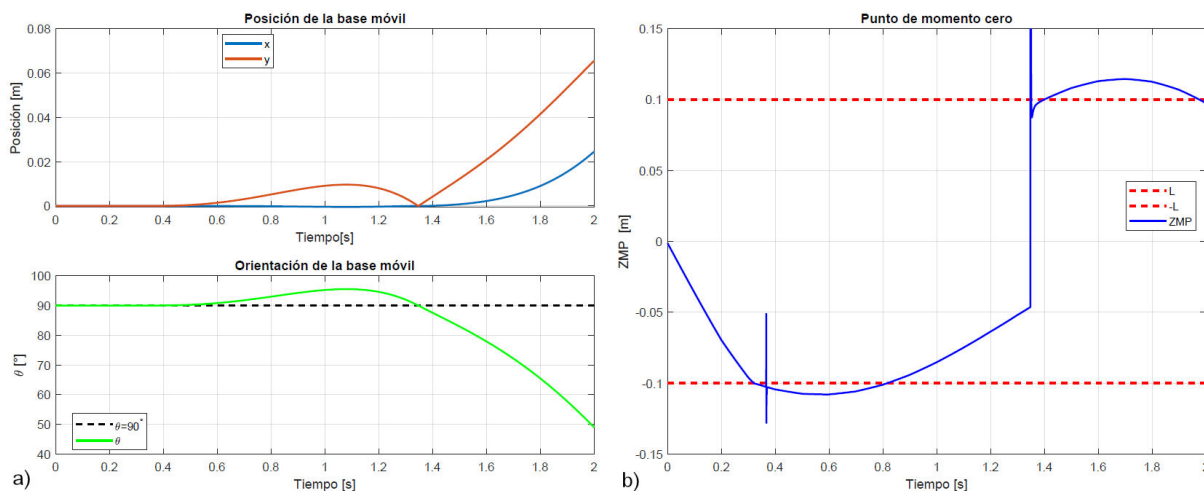 Posición de la base móvil
0.08
0.06
0.04
0.02
0
Posición [m]
x
y
0 0.2 0.4 0.6 0.8 1 1.2 1.4 1.6 1.8 2
Tiempo[s]
Orientación de la base móvil
100
90
80
70
60
50
40
θ [°]
θ=90°
θ
0 0.2 0.4 0.6 0.8 1 1.2 1.4 1.6 1.8 2
Tiempo [s]
a)
Punto de momento cero
0.15
0.1
0.05
0
-0.05
-0.1
-0.15
ZMP [m]
L
-L
ZMP
0 0.2 0.4 0.6 0.8 1 1.2 1.4 1.6 1.8 2
Tiempo [s]
b)